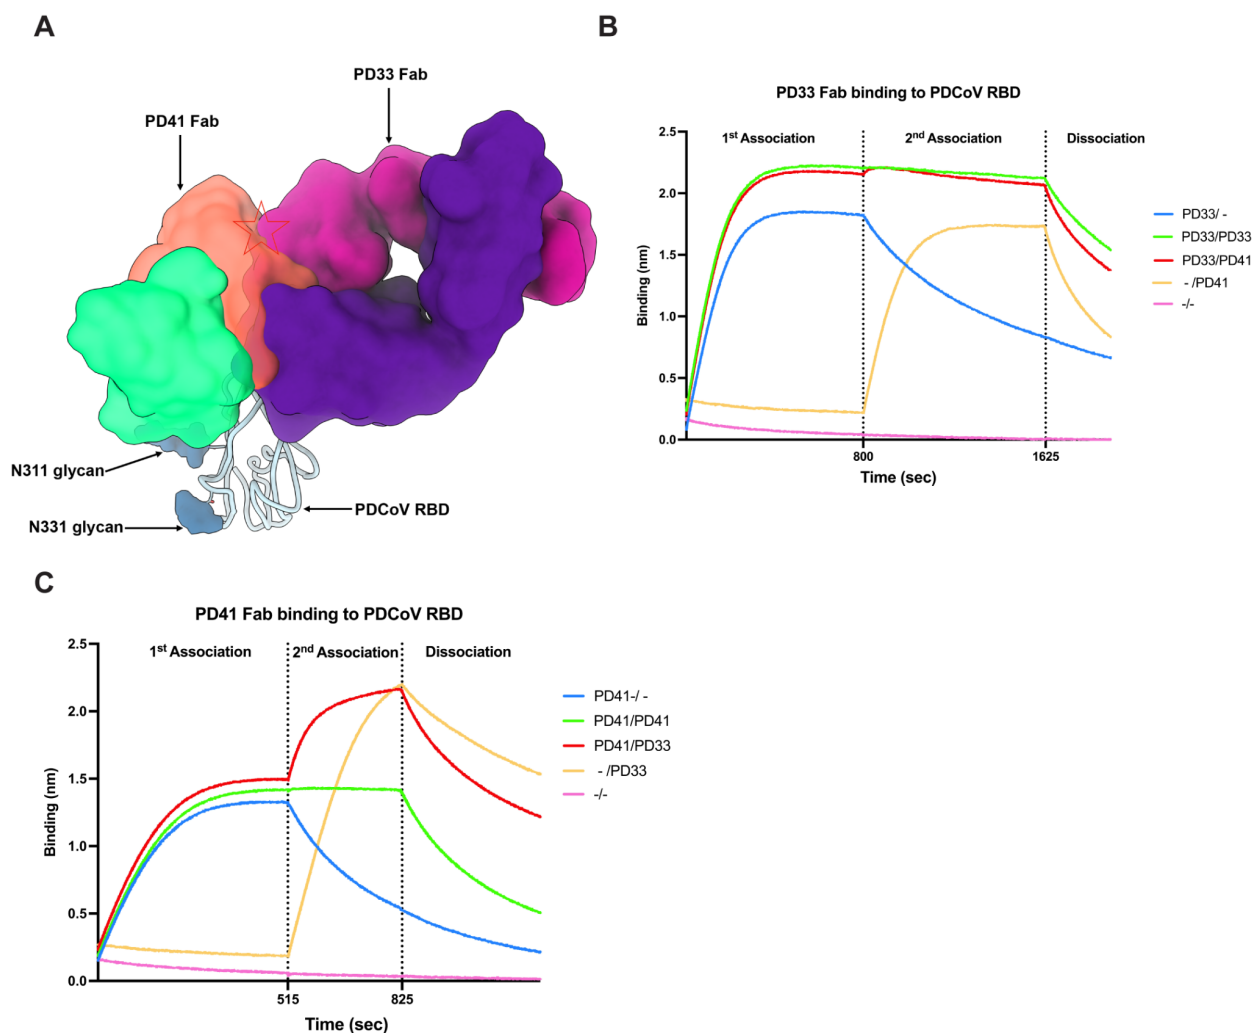 A
PD33 Fab
PD41 Fab
N311 glycan
N331 glycan
PDCoV RBD
B
PD33 Fab binding to PDCoV RBD
1st Association
2nd Association
Dissociation
2.5
2.0
1.5
1.0
0.5
0.0
Binding (nm)
800
1625
Time (sec)
PD33/ -
PD33/PD33
PD33/PD41
- /PD41
-/-
C
PD41 Fab binding to PDCoV RBD
1st Association
2nd Association
Dissociation
2.5
2.0
1.5
1.0
0.5
0.0
Binding (nm)
515
825
Time (sec)
PD41-/ -
PD41/PD41
PD41/PD33
- /PD33
-/-